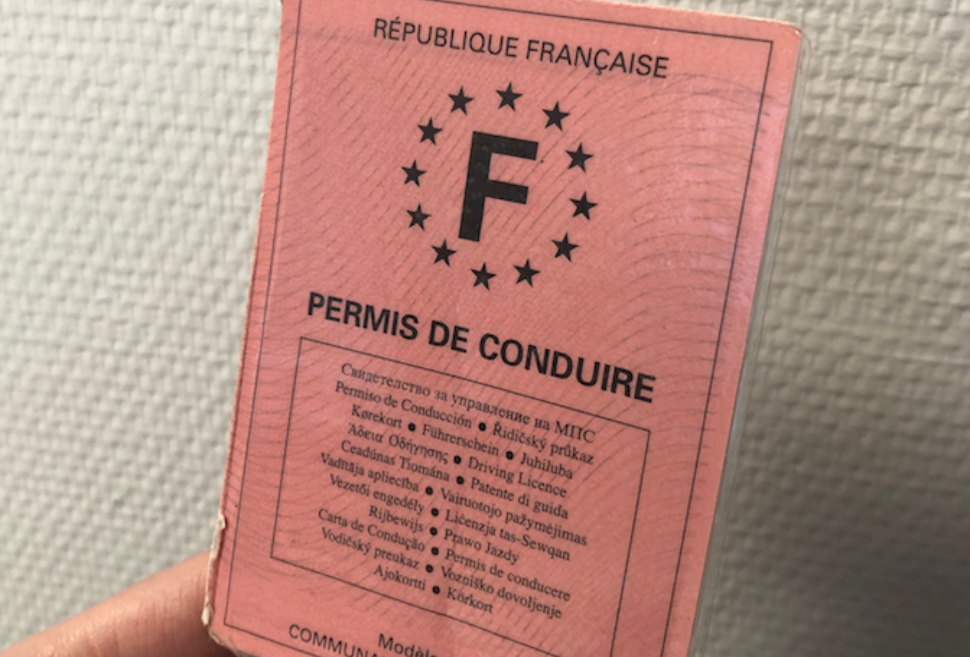 RÉPUBLIQUE FRANÇAISE
F
PERMIS DE CONDUIRE
Свидетелство за управление на МПС
Permiso de Conducción ● Řidičský průkaz
Kørekort ● Führerschein ● Juhiluba
Άδεια Οδήγησης ● Driving Licence
Ceadúnas Tiomána ● Patente di guida
Vadītāja apliecība ● Vairuotojo pažymėjimas
Vezetői engedély ● Liċenzja tas-Sewqan
Rijbewijs ● Prawo Jazdy
Carta de Condução ● Permis de conducere
Vodičský preukaz ● Vozniško dovoljenje
Ajokortti ● Körkort
Modèle